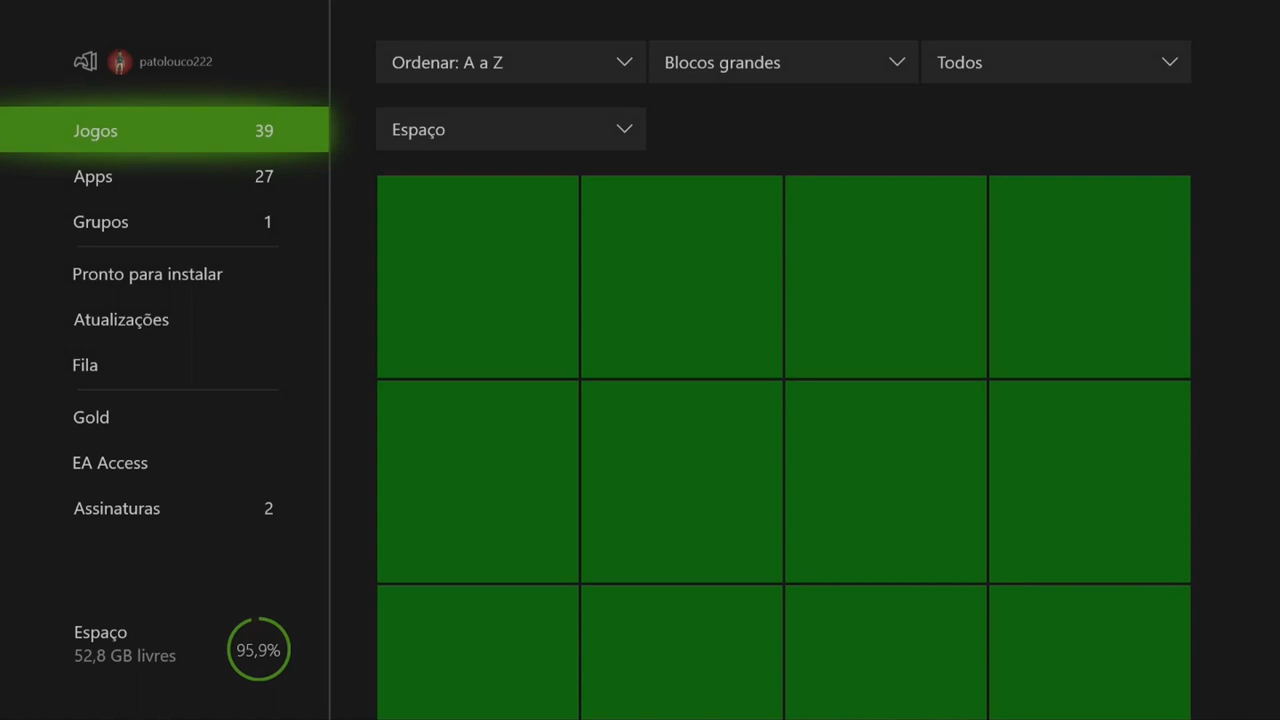 patolouco222
Jogos 39
Apps 27
Grupos 1
Pronto para instalar
Atualizações
Fila
Gold
EA Access
Assinaturas 2
Espaço
52,8 GB livres
95,9%
Ordenar: A a Z
Blocos grandes
Todos
Espaço